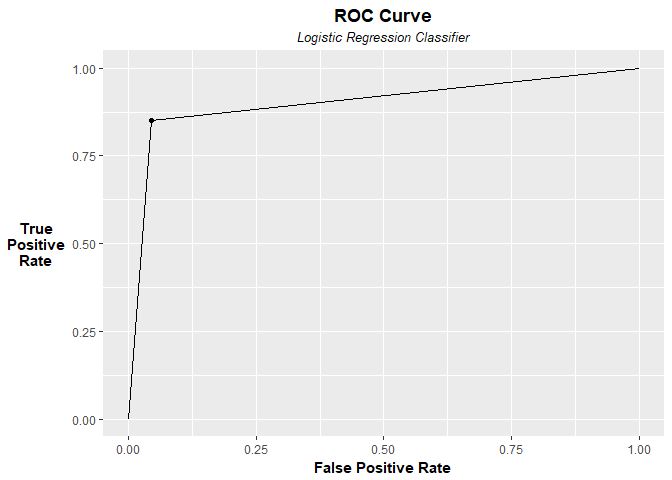 ROC Curve
Logistic Regression Classifier
1.00
0.75
0.50
0.25
0.00
True
Positive
Rate
0.00 0.25 0.50 0.75 1.00
False Positive Rate